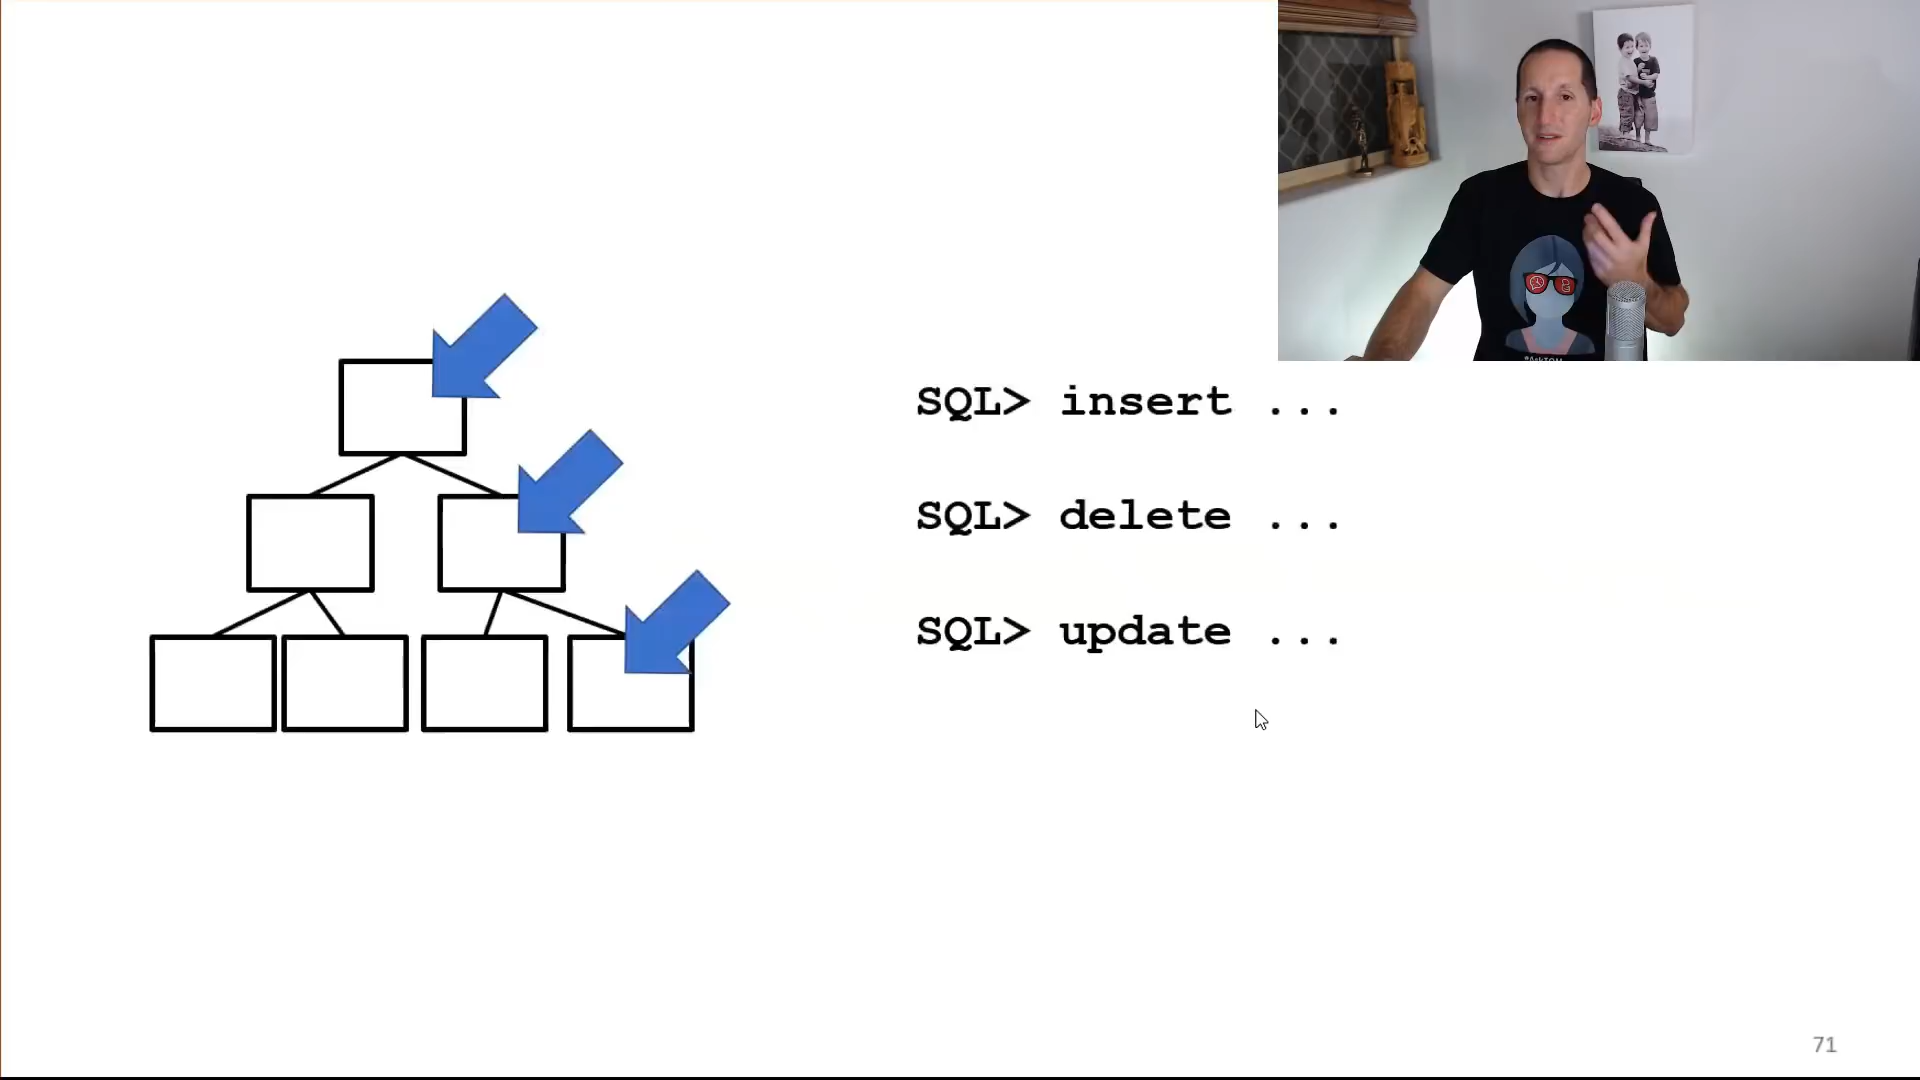 SQL> insert ...
SQL> delete ...
SQL> update ...
71